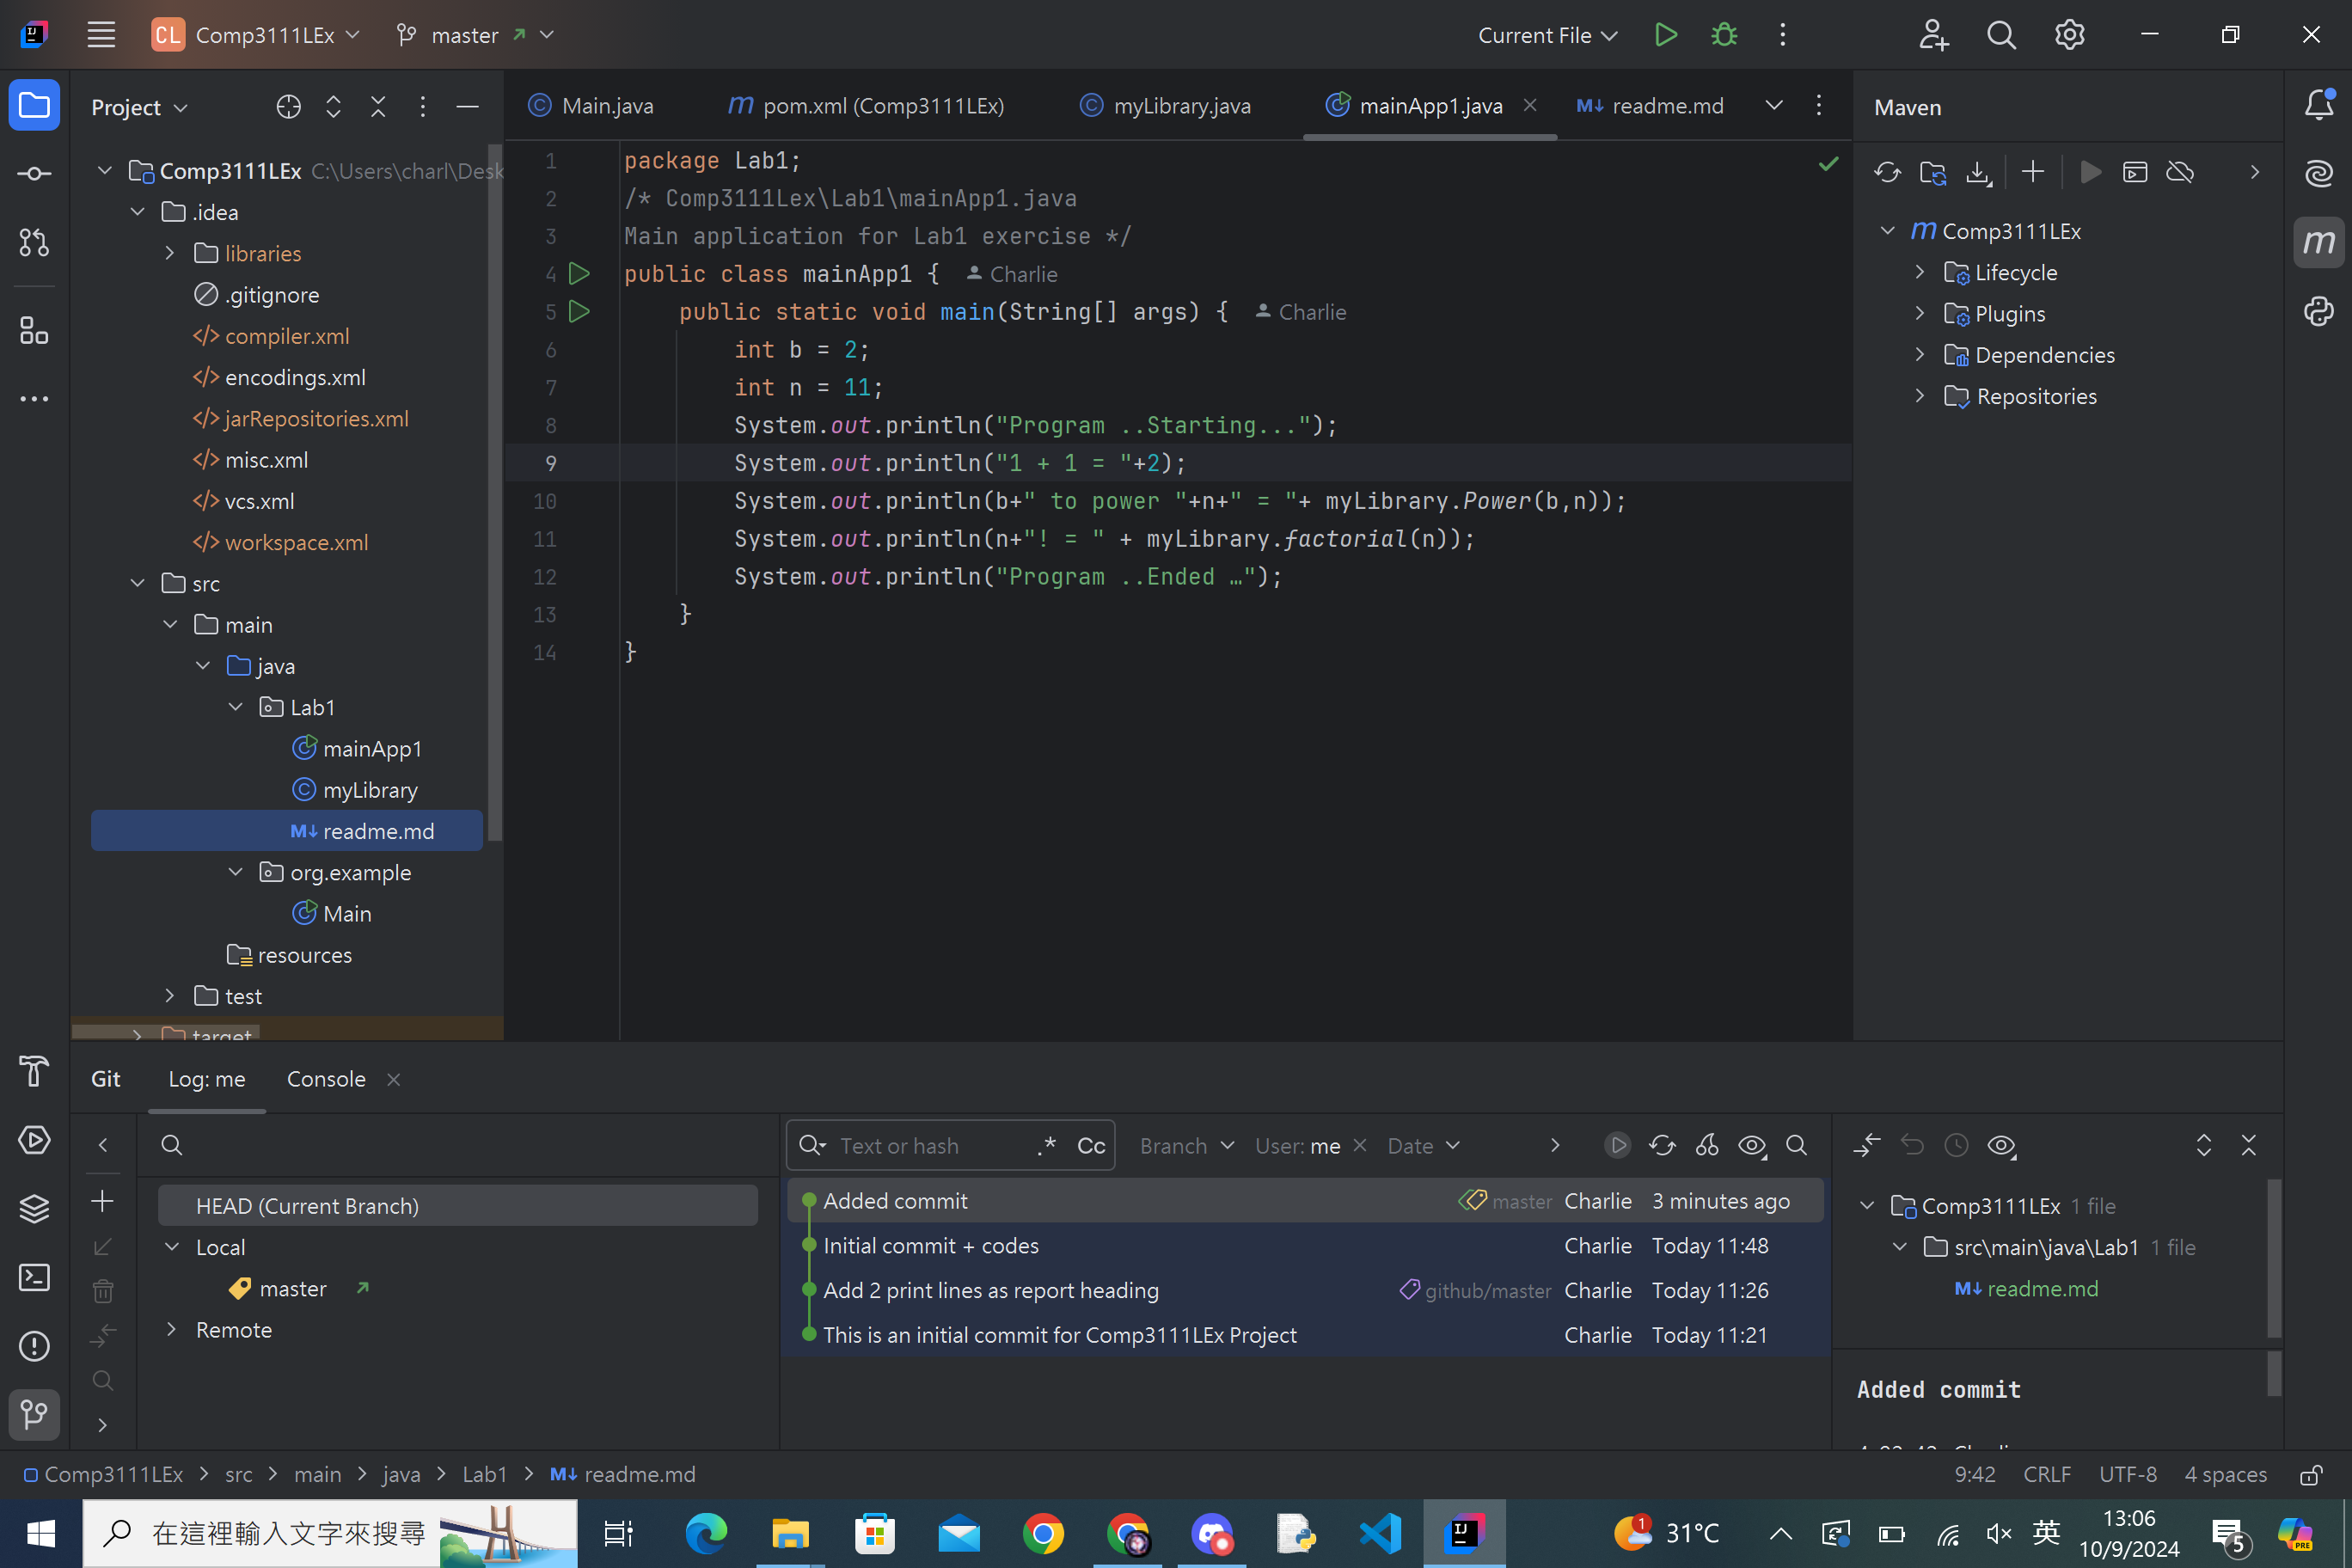 CL Comp3111LEx master Current File
Project
Main.java pom.xml (Comp3111LEx) myLibrary.java mainApp1.java readme.md
Maven
Comp3111LEx C:\Users\charl\Desk
.idea
libraries
.gitignore
compiler.xml
encodings.xml
jarRepositories.xml
misc.xml
vcs.xml
workspace.xml
src
main
java
Lab1
mainApp1
myLibrary
readme.md
org.example
Main
resources
test
target
1 package Lab1;
2 /* Comp3111Lex\Lab1\mainApp1.java
3 Main application for Lab1 exercise */
4 public class mainApp1 { Charlie
5 public static void main(String[] args) { Charlie
6 int b = 2;
7 int n = 11;
8 System.out.println("Program ..Starting...");
9 System.out.println("1 + 1 = "+2);
10 System.out.println(b+" to power "+n+" = "+ myLibrary.Power(b,n));
11 System.out.println(n+"! = " + myLibrary.factorial(n));
12 System.out.println("Program ..Ended …");
13 }
14 }
Comp3111LEx
Lifecycle
Plugins
Dependencies
Repositories
Git Log: me Console
HEAD (Current Branch)
Local
master
Remote
Text or hash .* Cc Branch User: me Date
Added commit master Charlie 3 minutes ago
Initial commit + codes Charlie Today 11:48
Add 2 print lines as report heading github/master Charlie Today 11:26
This is an initial commit for Comp3111LEx Project Charlie Today 11:21
Comp3111LEx 1 file
src\main\java\Lab1 1 file
readme.md
Added commit
Comp3111LEx > src > main > java > Lab1 > readme.md
9:42 CRLF UTF-8 4 spaces
在這裡輸入文字來搜尋
1 31°C 英 13:06
10/9/2024
5
PRE